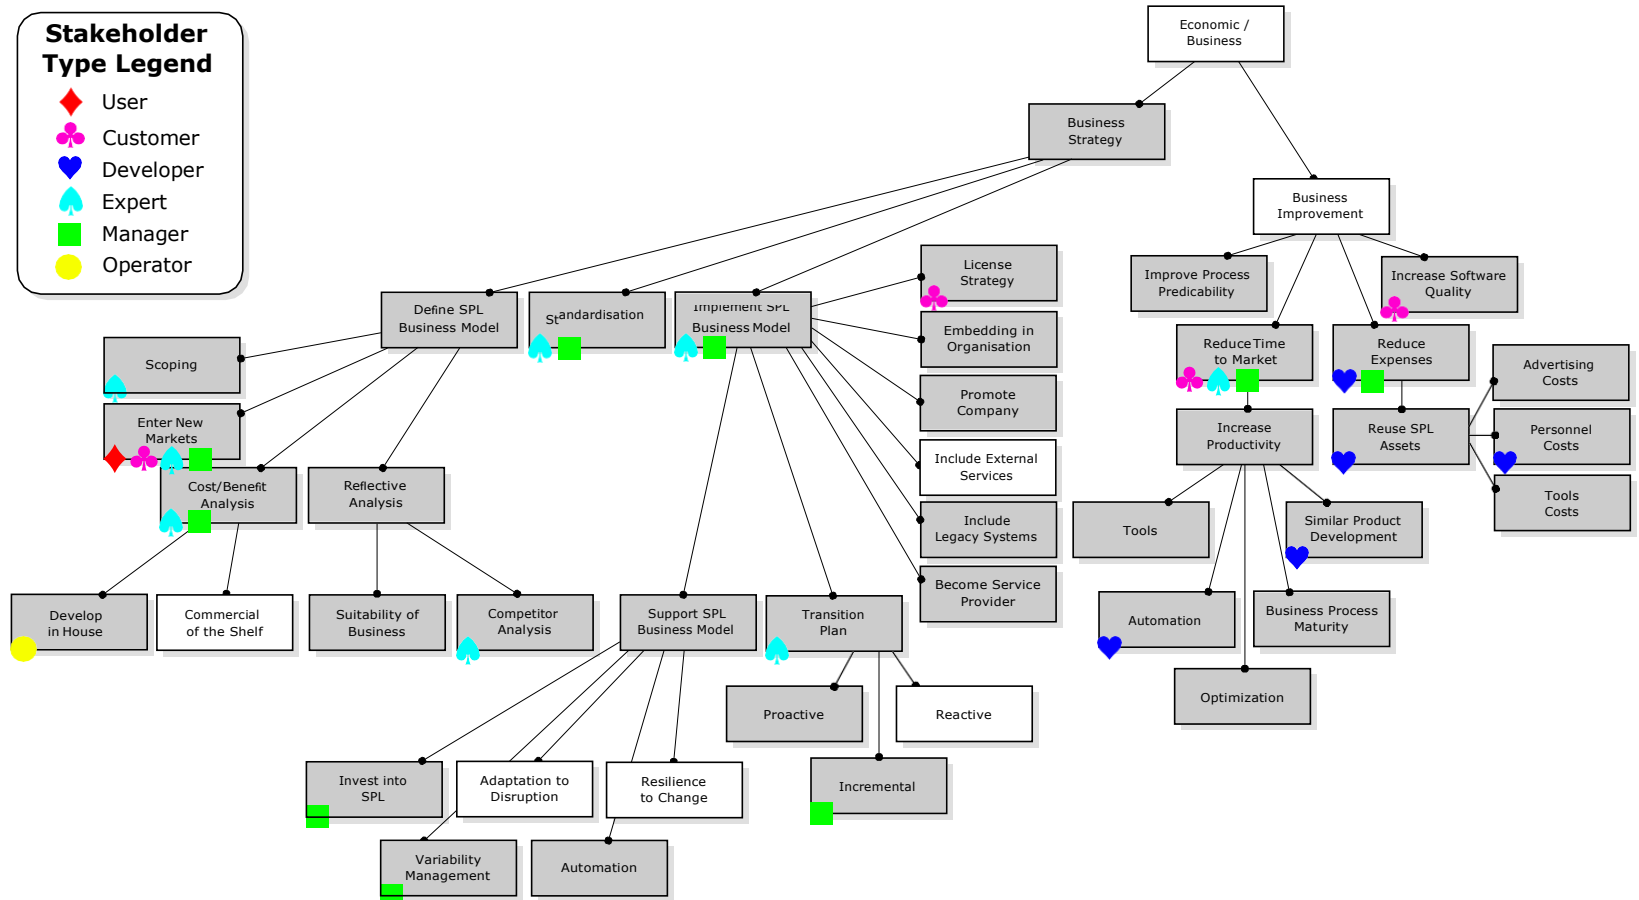 Stakeholder
Type Legend
User
Customer
Developer
Expert
Manager
Operator
Economic /
Business
Business
Strategy
Business
Improvement
Define SPL
Business Model
Standardisation
Implement SPL
Business Model
License
Strategy
Embedding in
Organisation
Promote
Company
Include External
Services
Include
Legacy Systems
Become Service
Provider
Improve Process
Predicability
Increase Software
Quality
Reduce Time
to Market
Reduce
Expenses
Advertising
Costs
Personnel
Costs
Tools
Costs
Increase
Productivity
Reuse SPL
Assets
Scoping
Enter New
Markets
Cost/Benefit
Analysis
Reflective
Analysis
Tools
Similar Product
Development
Automation
Business Process
Maturity
Optimization
Develop
in House
Commercial
of the Shelf
Suitability of
Business
Competitor
Analysis
Support SPL
Business Model
Transition
Plan
Proactive
Reactive
Incremental
Invest into
SPL
Adaptation to
Disruption
Resilience
to Change
Variability
Management
Automation